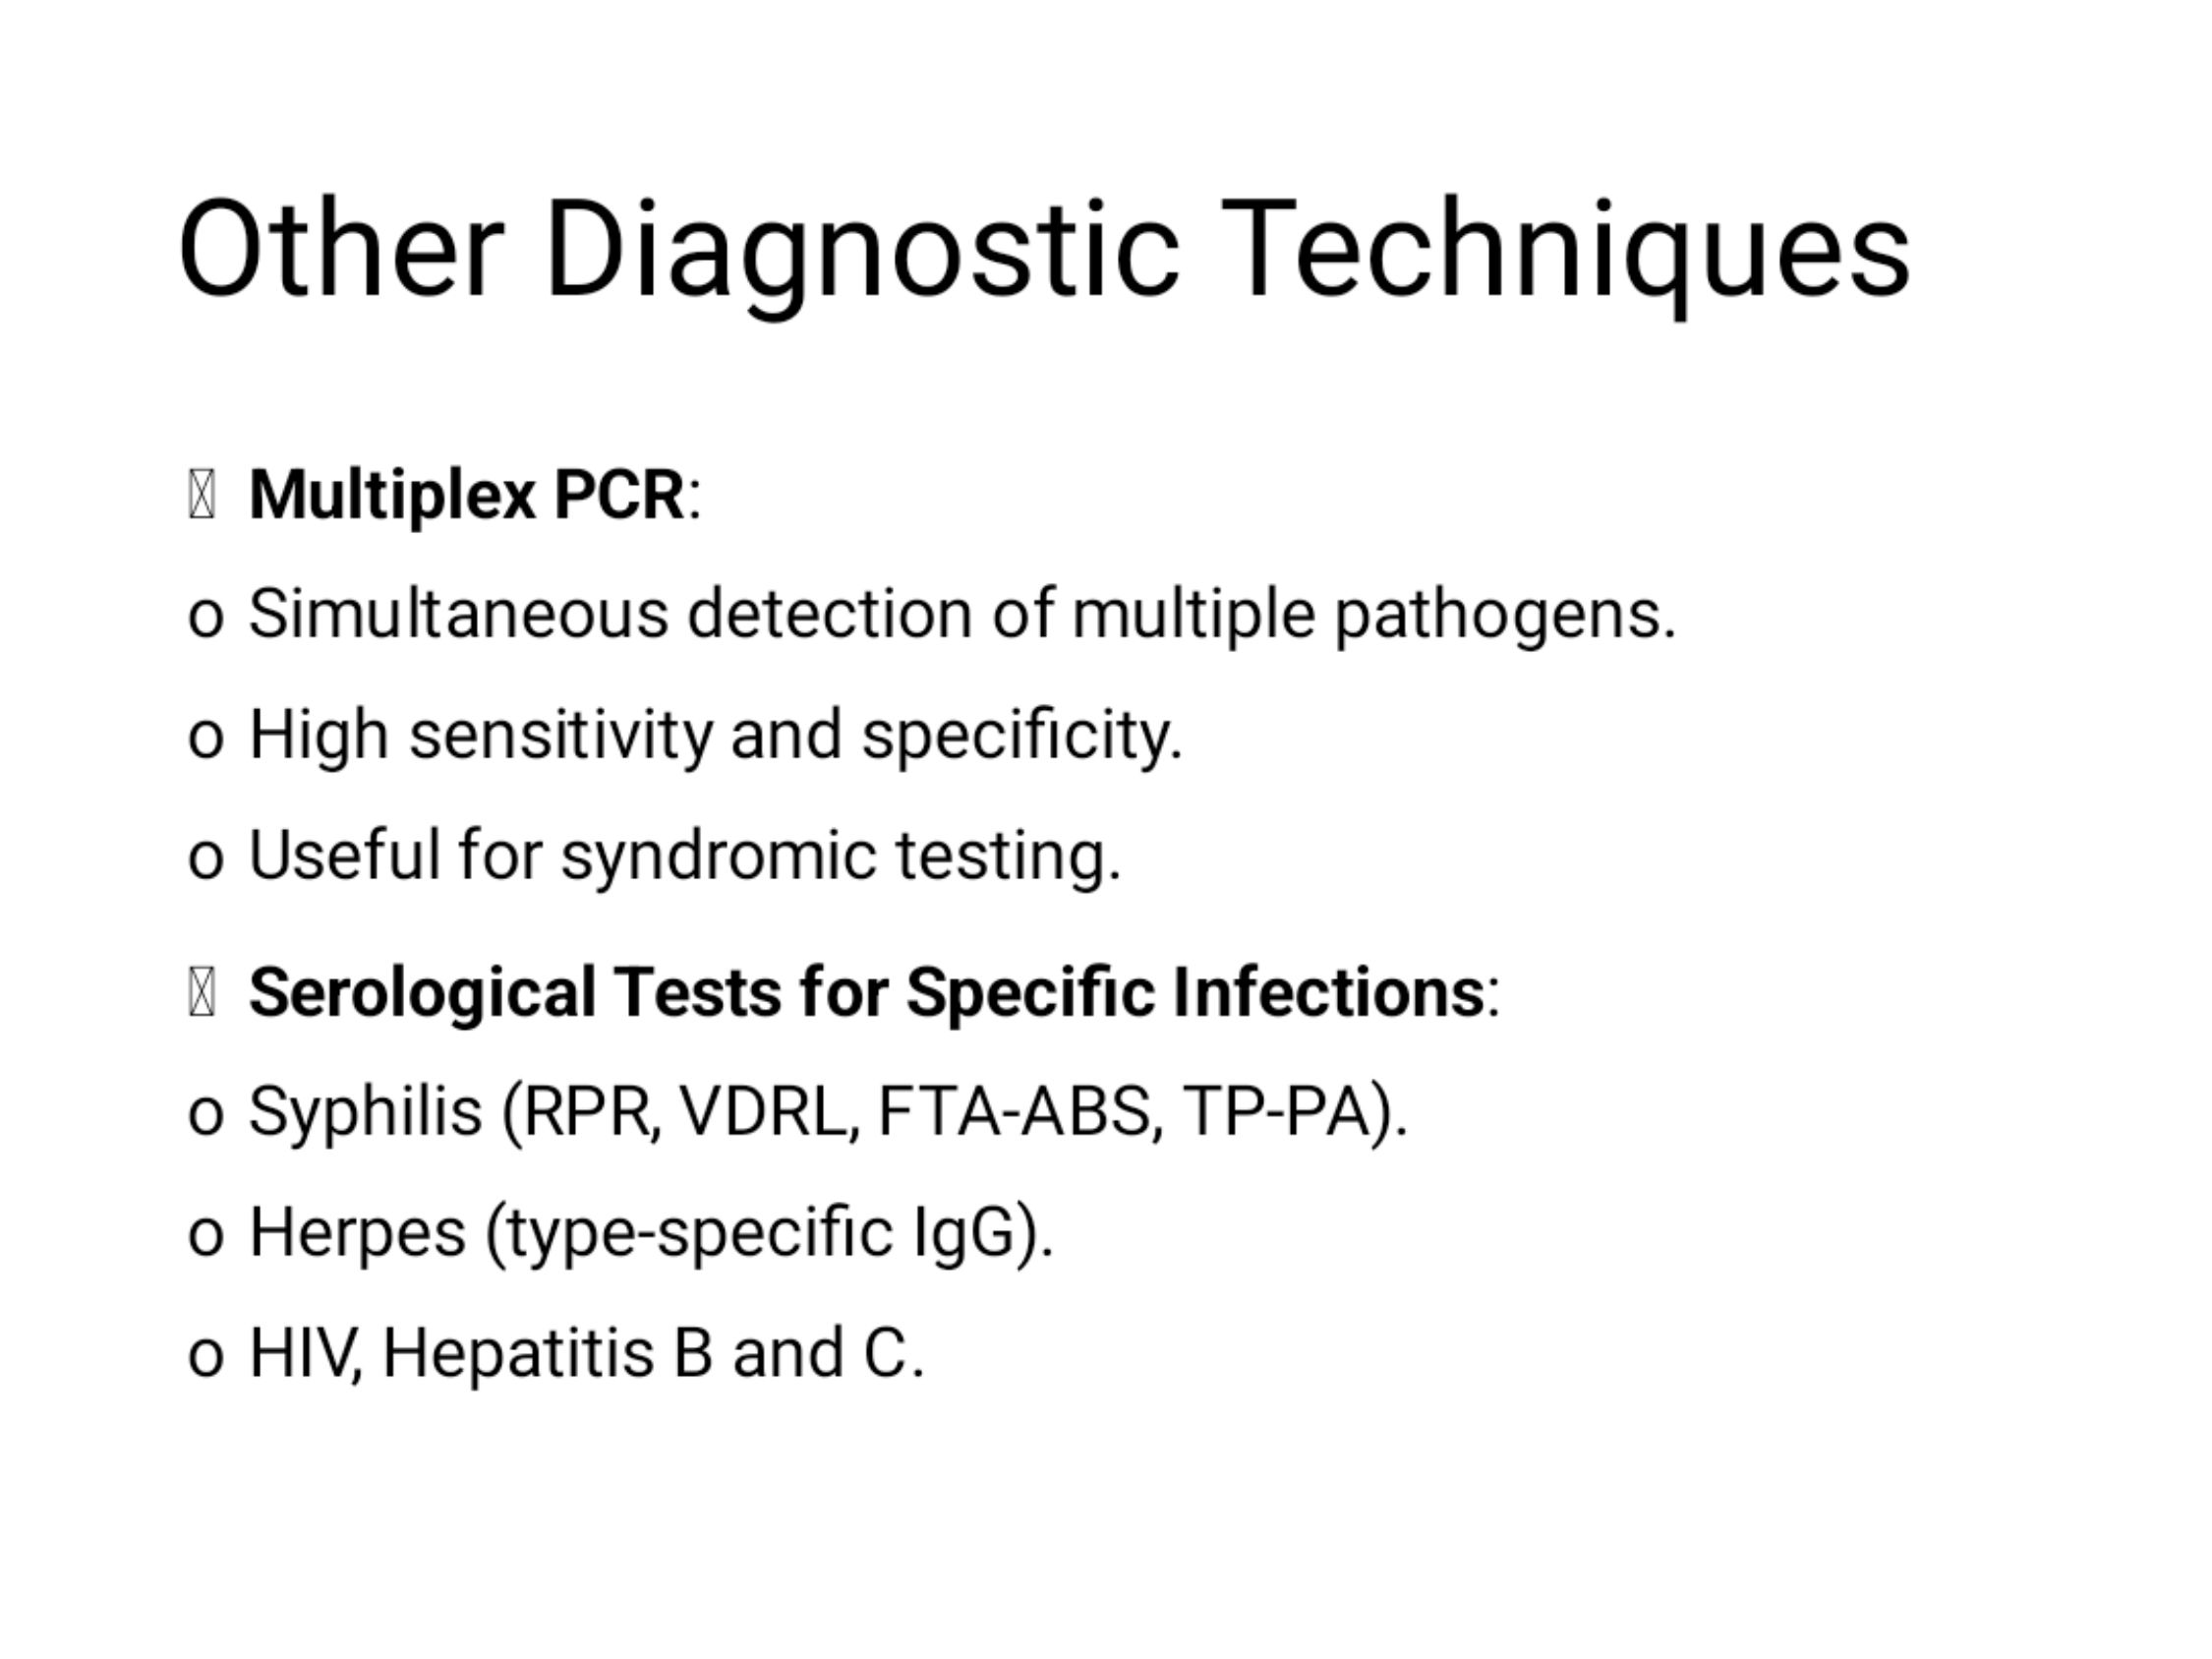 Other Diagnostic Techniques
Multiplex PCR:
o Simultaneous detection of multiple pathogens.
o High sensitivity and specificity.
o Useful for syndromic testing.
Serological Tests for Specific Infections:
o Syphilis (RPR, VDRL, FTA-ABS, TP-PA).
o Herpes (type-specific IgG).
o HIV, Hepatitis B and C.